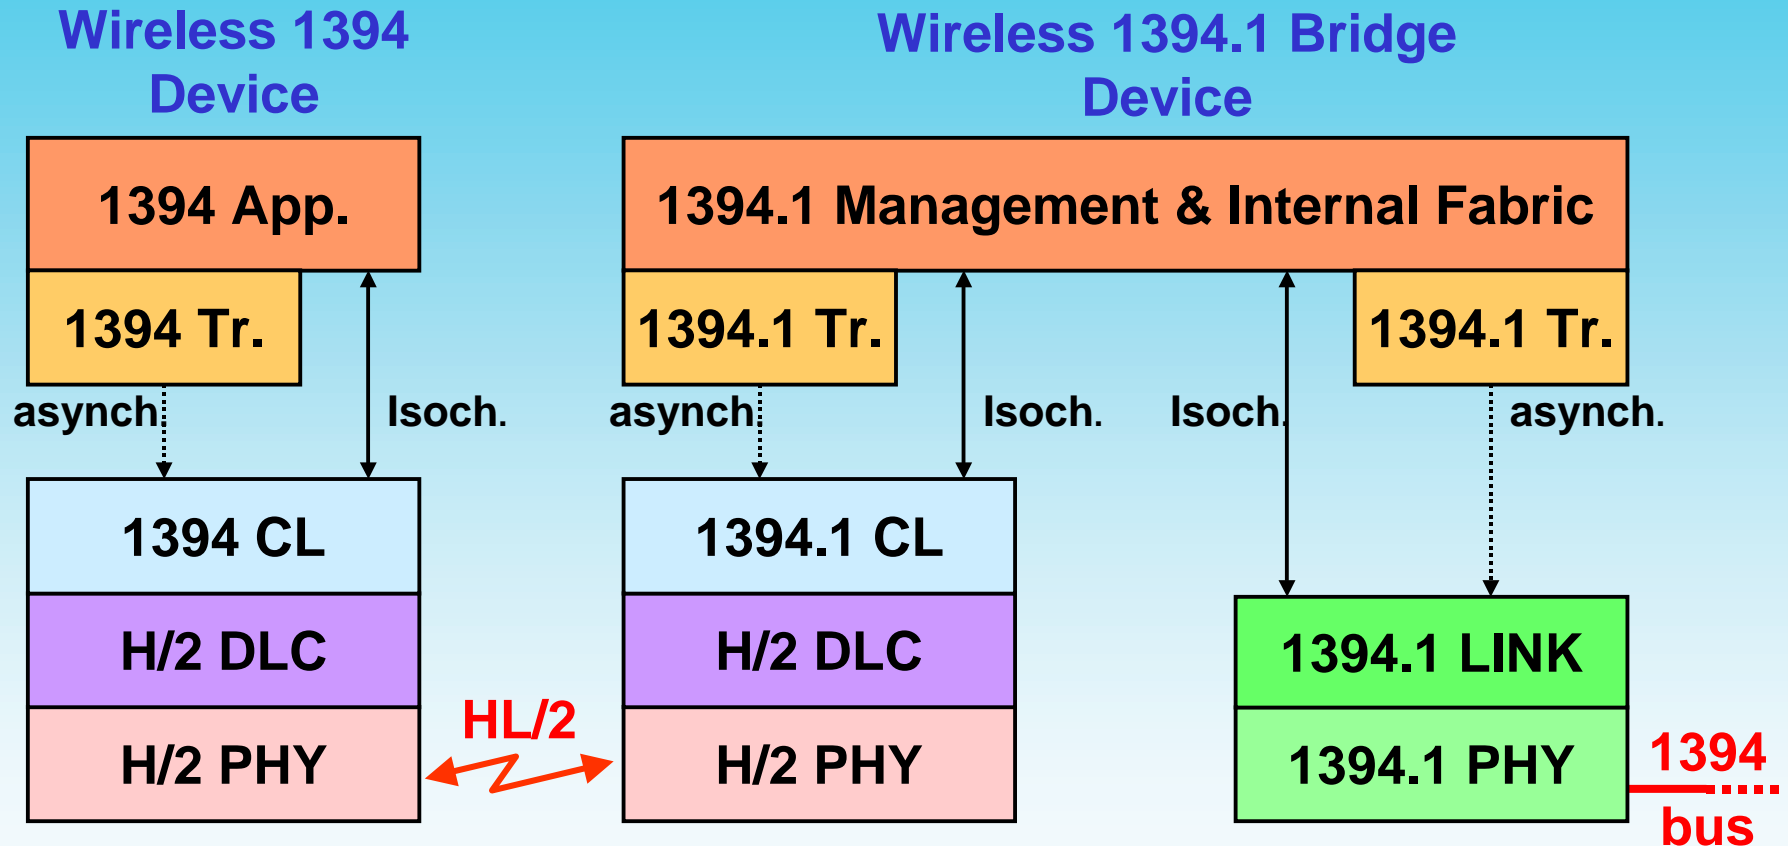 Wireless 1394
Device
Wireless 1394.1 Bridge
Device
1394 App.
1394.1 Management & Internal Fabric
1394 Tr.
1394.1 Tr.
1394.1 Tr.
asynch.
Isoch.
asynch.
Isoch.
Isoch.
asynch.
1394 CL
1394.1 CL
H/2 DLC
H/2 DLC
1394.1 LINK
HL/2
H/2 PHY
H/2 PHY
1394.1 PHY
1394
bus